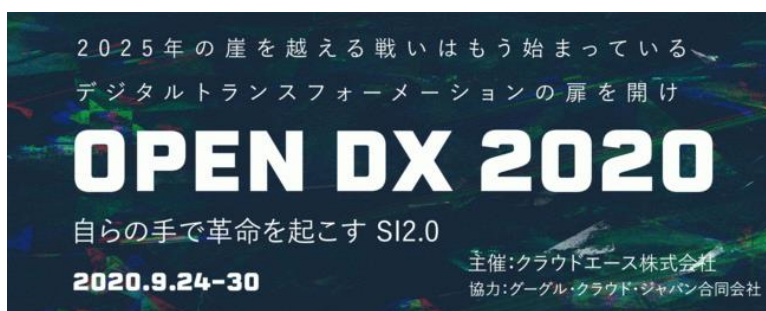 2025年の崖を越える戦いはもう始まっている
デジタルトランスフォーメーションの扉を開け
OPEN DX 2020
自らの手で革命を起こす SI2.0
2020.9.24-30
主催:クラウドエース株式会社
協力:グーグル・クラウド・ジャパン合同会社